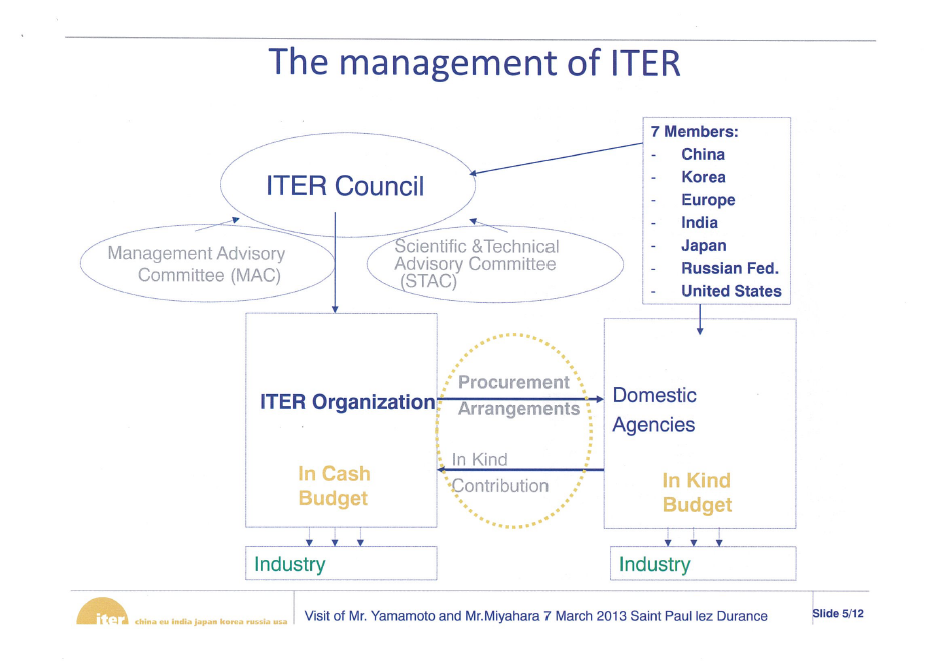 The management of ITER
7 Members:
- China
- Korea
- Europe
- India
- Japan
- Russian Fed.
- United States
ITER Council
Management Advisory
Committee (MAC)
Scientific &Technical
Advisory Committee
(STAC)
ITER Organization
In Cash
Budget
Procurement
Arrangements
In Kind
Contribution
Domestic
Agencies
In Kind
Budget
Industry
Industry
iter china eu india japan korea russia usa
Visit of Mr. Yamamoto and Mr.Miyahara 7 March 2013 Saint Paul lez Durance
Slide 5/12